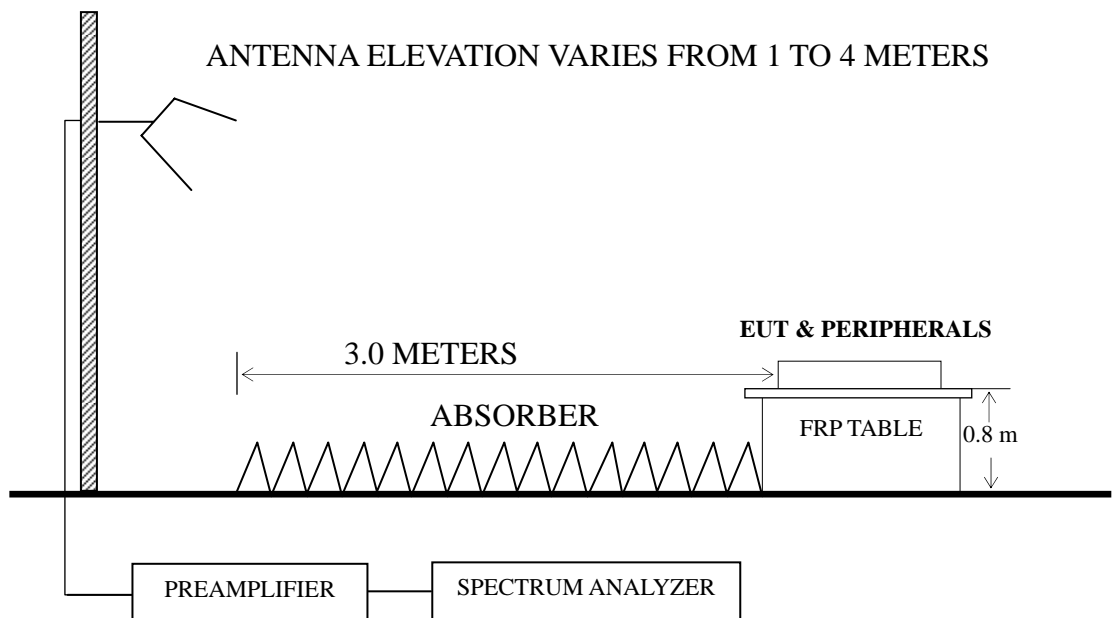 ANTENNA ELEVATION VARIES FROM 1 TO 4 METERS
EUT & PERIPHERALS
3.0 METERS
ABSORBER
FRP TABLE
0.8 m
PREAMPLIFIER
SPECTRUM ANALYZER